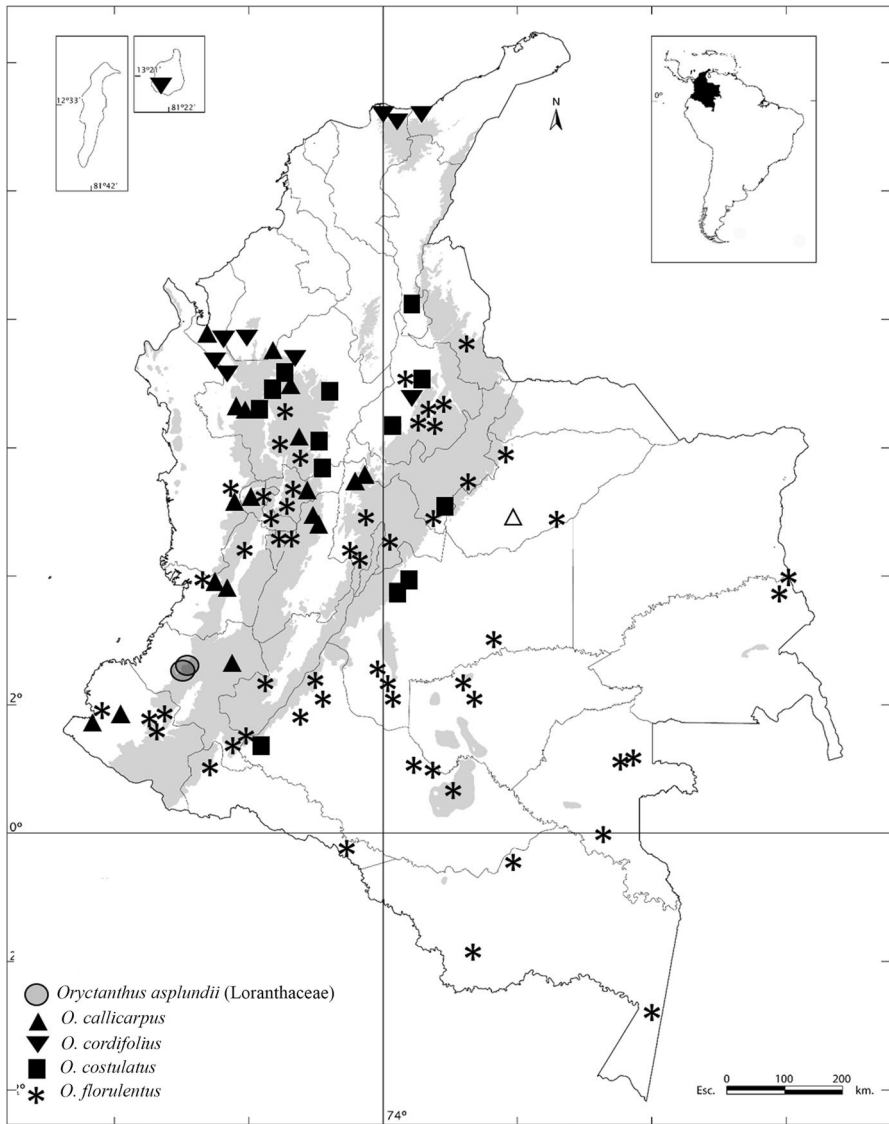 13°21'
12°33'
81°22'
81°42'
0°
N
2°
0°
2°
Oryctanthus asplundii (Loranthaceae)
O. callicarpus
O. cordifolius
O. costulatus
O. florulentus
Esc. 0 100 200 km.
74°